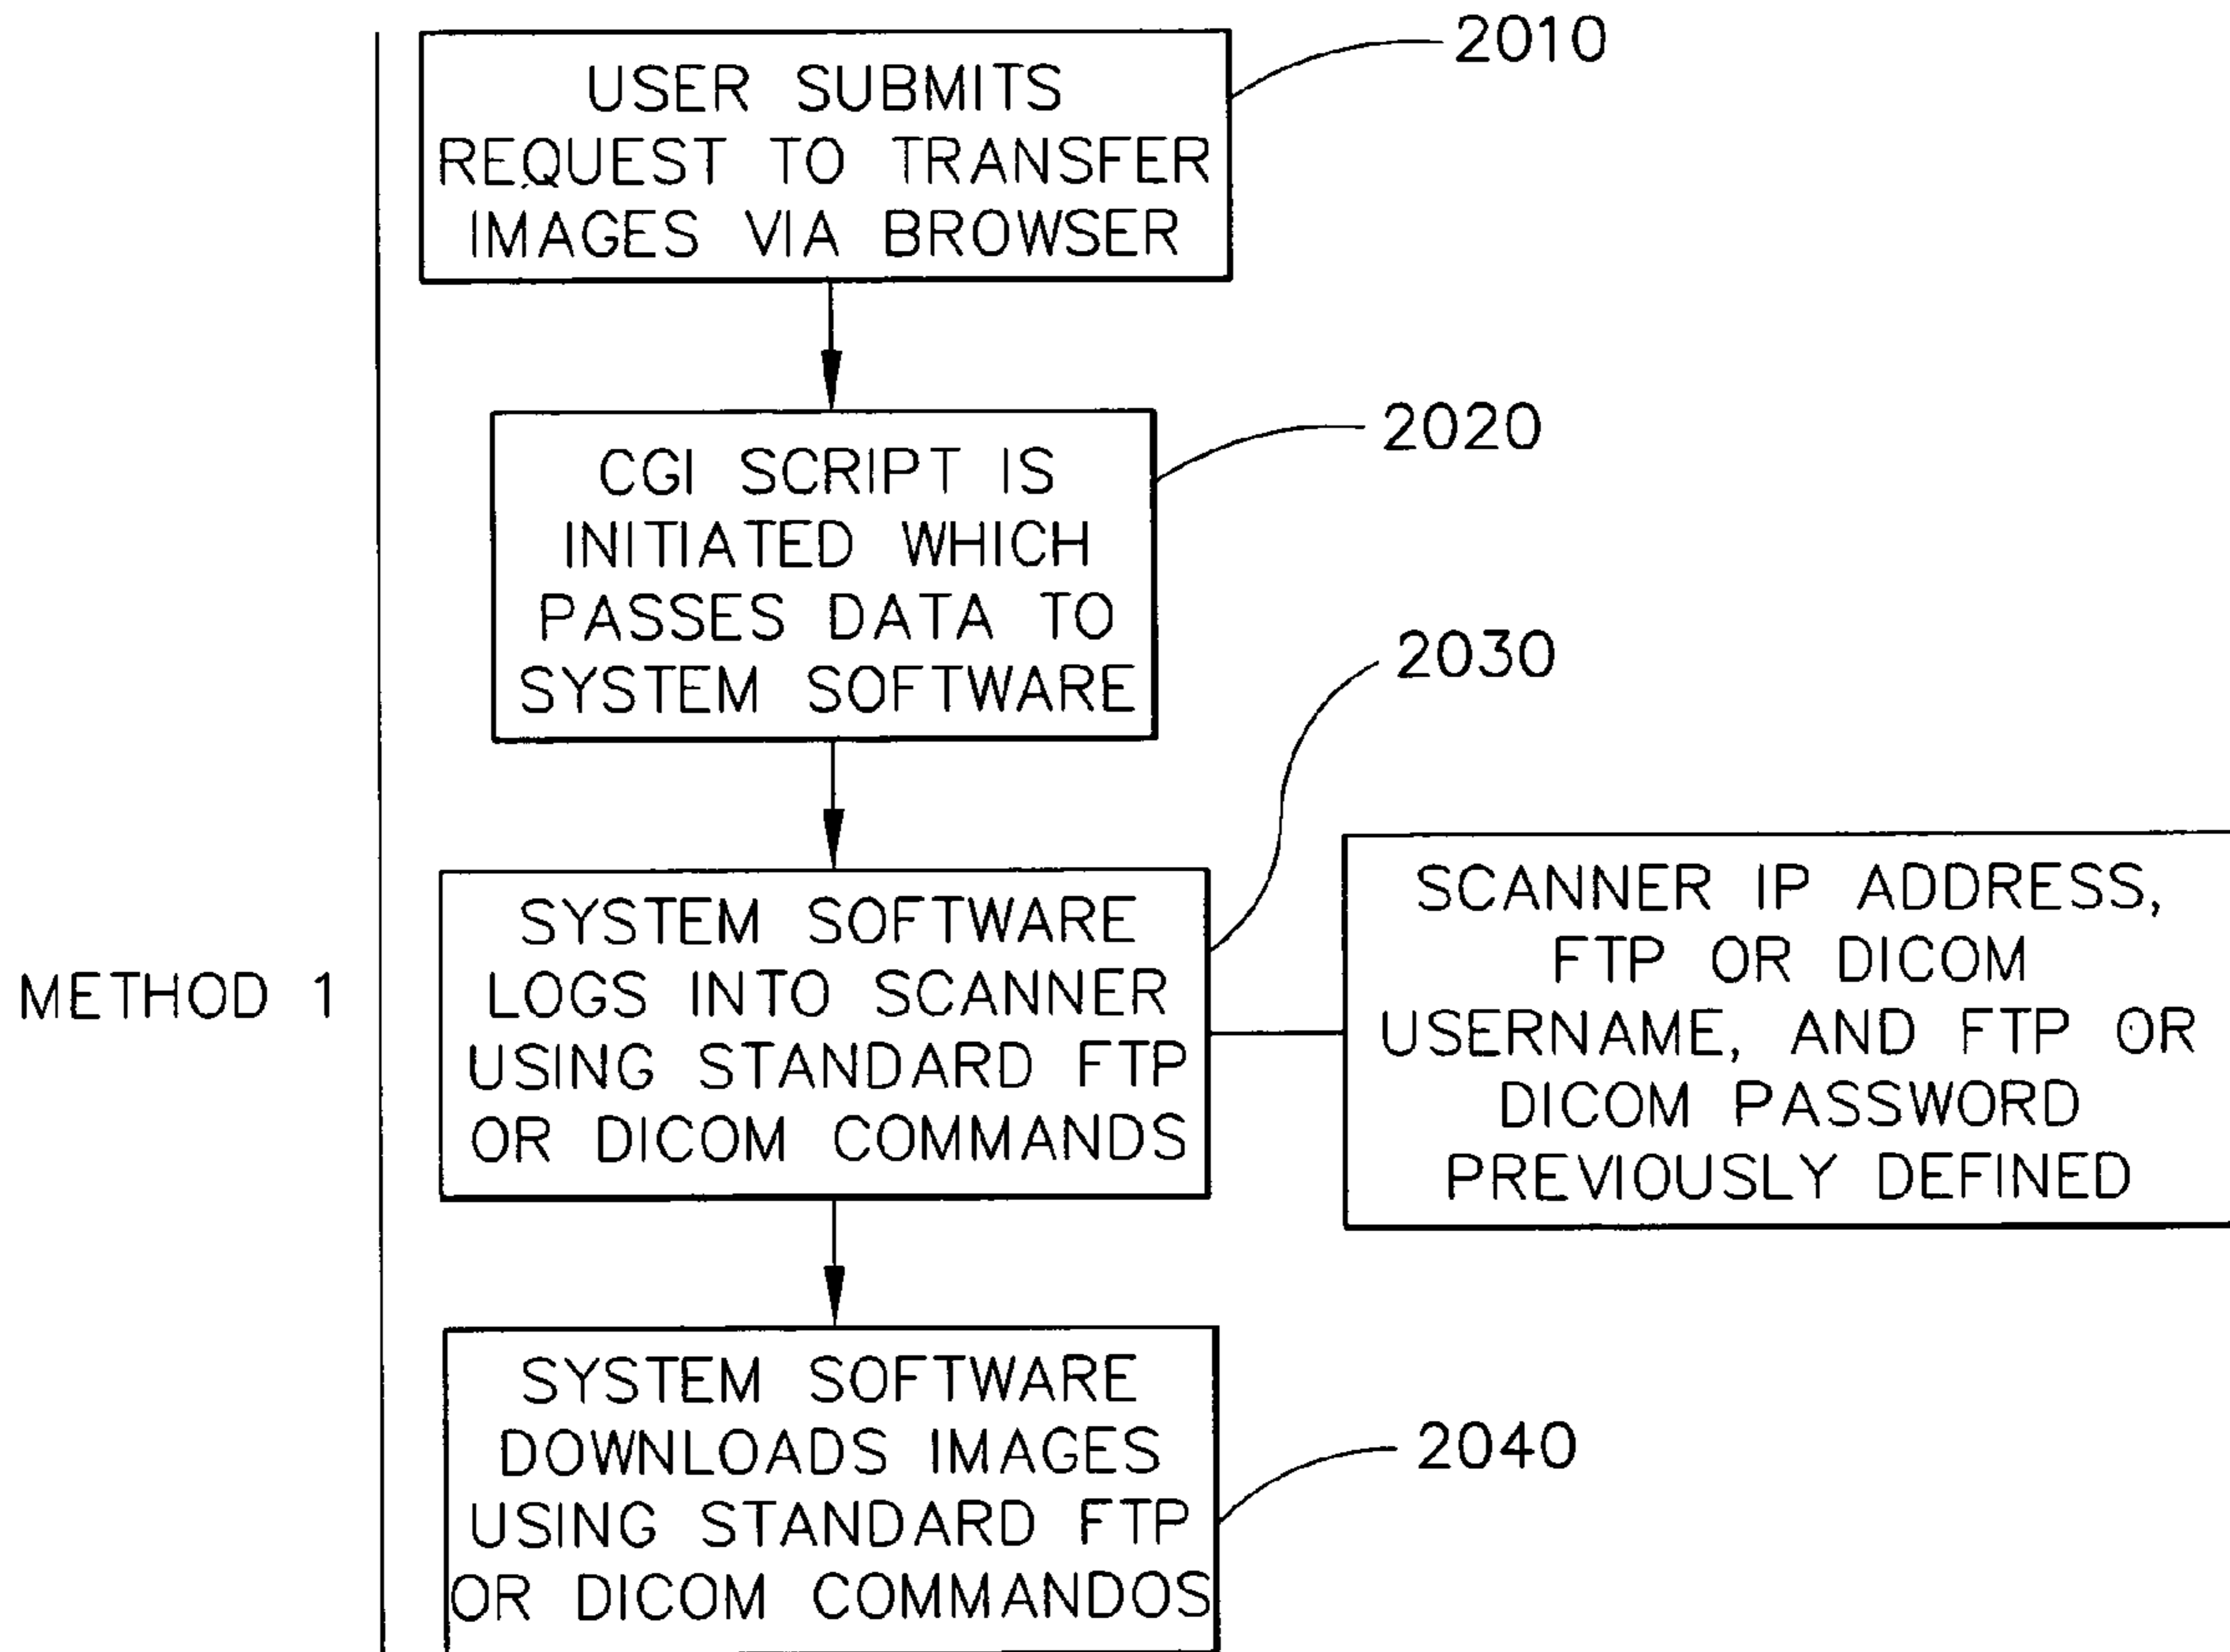 2010
USER SUBMITS
REQUEST TO TRANSFER
IMAGES VIA BROWSER
2020
CGI SCRIPT IS
INITIATED WHICH
PASSES DATA TO
SYSTEM SOFTWARE
2030
METHOD 1
SYSTEM SOFTWARE
LOGS INTO SCANNER
USING STANDARD FTP
OR DICOM COMMANDS
SCANNER IP ADDRESS,
FTP OR DICOM
USERNAME, AND FTP OR
DICOM PASSWORD
PREVIOUSLY DEFINED
2040
SYSTEM SOFTWARE
DOWNLOADS IMAGES
USING STANDARD FTP
OR DICOM COMMANDOS